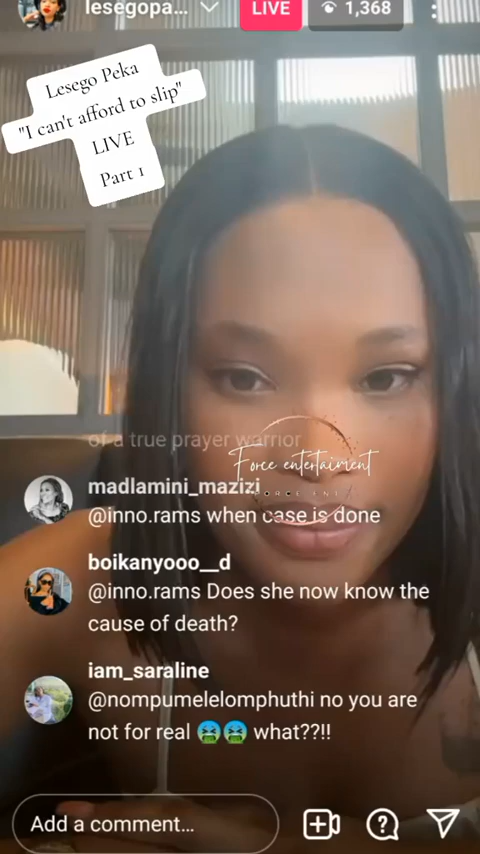 lesegopa...
LIVE
1,368
Lesego Peka
"I can't afford to slip"
LIVE
Part 1
of a true prayer warrior
Force entertaiment
madlamini_mazizi
@inno.rams when case is done
boikanyooo__d
@inno.rams Does she now know the
cause of death?
iam_saraline
@nompumelelomphuthi no you are
not for real 🤮🤮 what??!!
Add a comment...